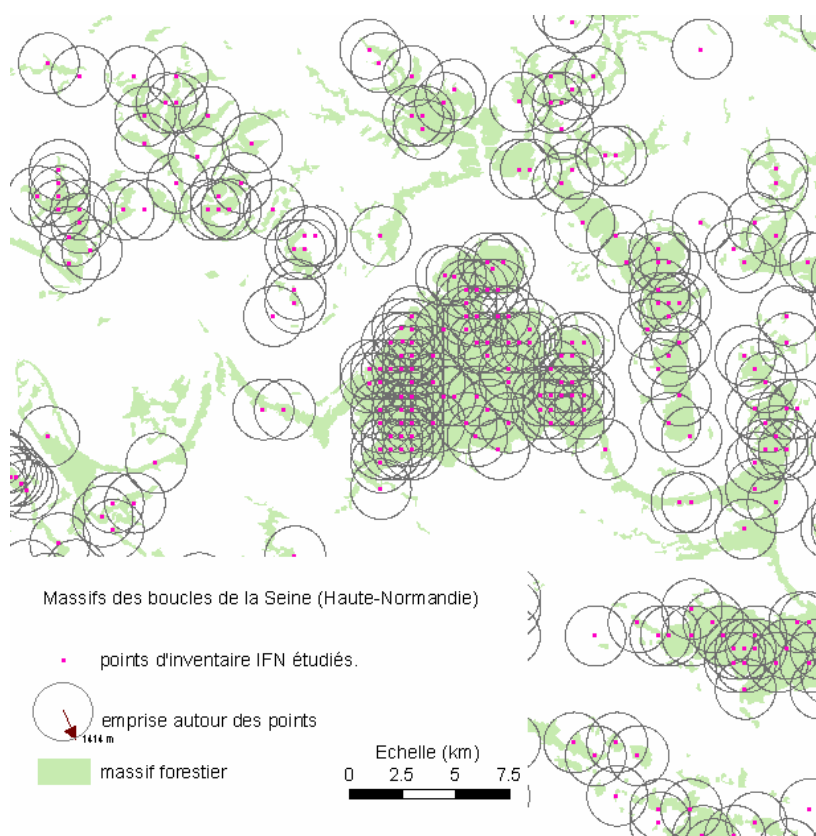 Massifs des boucles de la Seine (Haute-Normandie)
points d'inventaire IFN étudiés.
emprise autour des points
1414 m
massif forestier
Echelle (km)
0 2.5 5 7.5